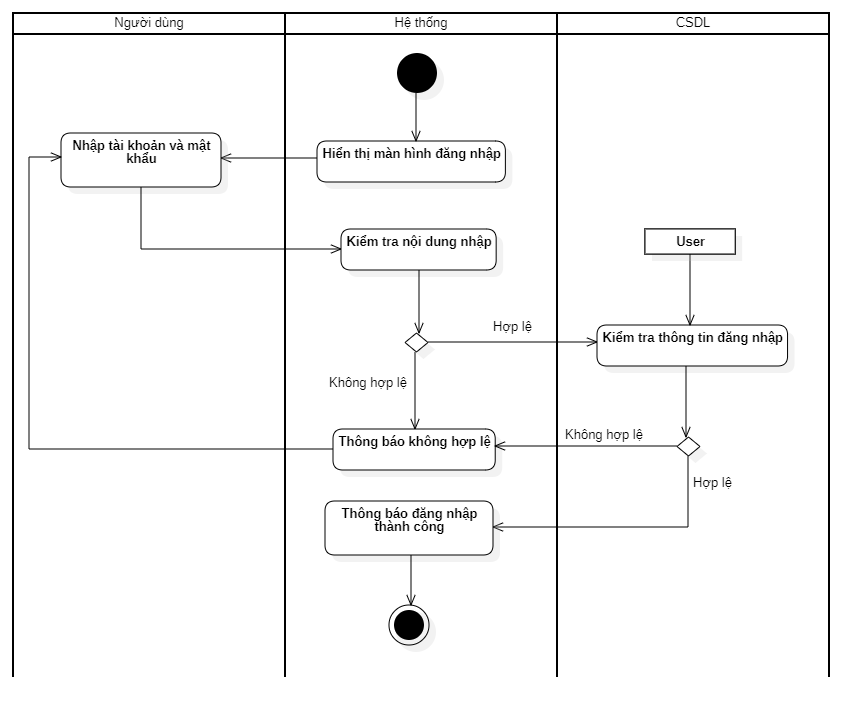 Người dùng
Hệ thống
CSDL
Nhập tài khoản và mật
khẩu
Hiển thị màn hình đăng nhập
Kiểm tra nội dung nhập
User
Hợp lệ
Kiểm tra thông tin đăng nhập
Không hợp lệ
Thông báo không hợp lệ
Không hợp lệ
Hợp lệ
Thông báo đăng nhập
thành công